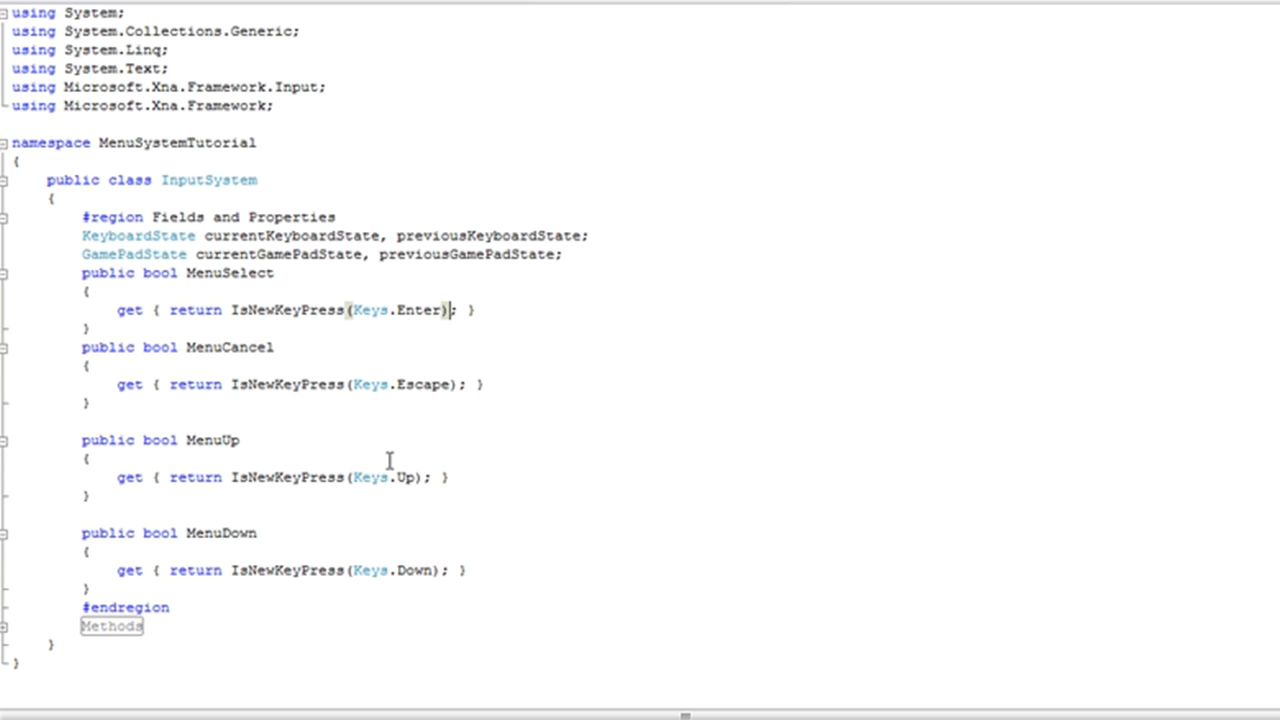 using System;
using System.Collections.Generic;
using System.Linq;
using System.Text;
using Microsoft.Xna.Framework.Input;
using Microsoft.Xna.Framework;
namespace MenuSystemTutorial
{
public class InputSystem
{
#region Fields and Properties
KeyboardState currentKeyboardState, previousKeyboardState;
GamePadState currentGamePadState, previousGamePadState;
public bool MenuSelect
{
get { return IsNewKeyPress(Keys.Enter); }
}
public bool MenuCancel
{
get { return IsNewKeyPress(Keys.Escape); }
}
public bool MenuUp
{
get { return IsNewKeyPress(Keys.Up); }
}
public bool MenuDown
{
get { return IsNewKeyPress(Keys.Down); }
}
#endregion
Methods
}
}